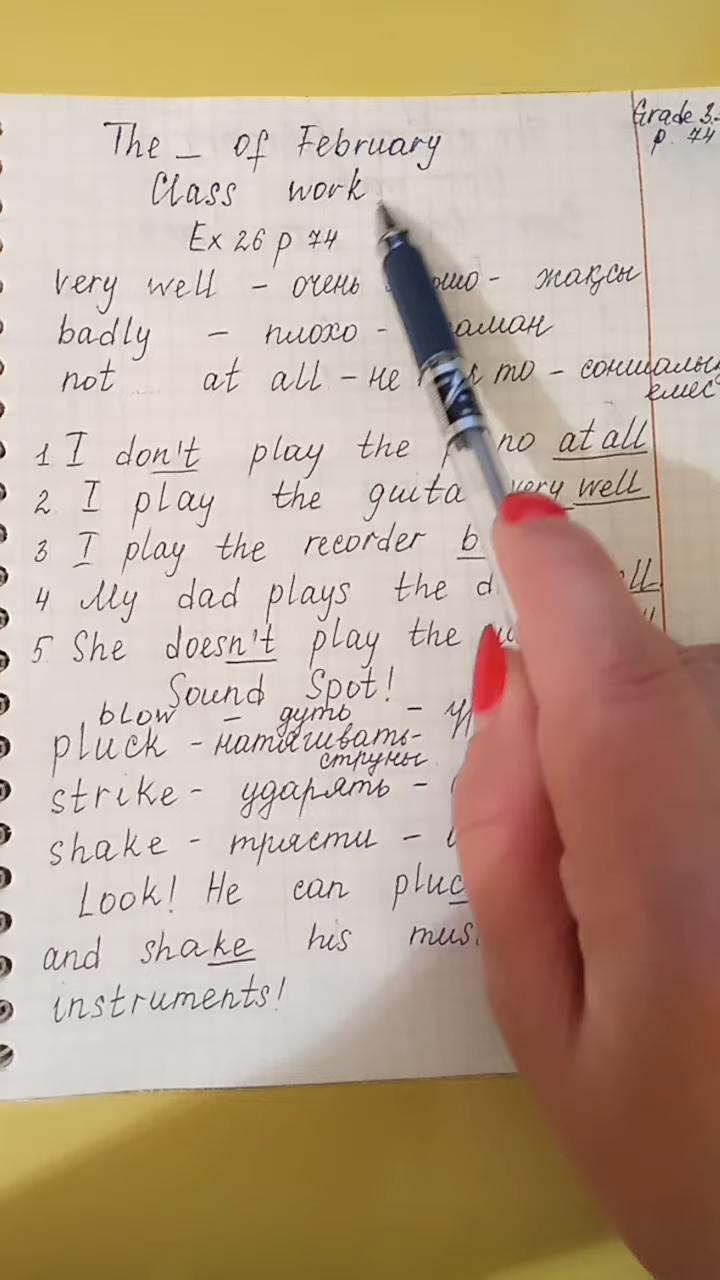 Grade 3.
p. 74
The _ of February
Class work
Ex 26 p 74
very well - очень - жақсы
badly - плохо -
not at all - не то - соншалық
емес
1 I don't play the no at all
2. I play the guita very well
3 I play the recorder b
4 My dad plays the d ll
5. She doesn't play the
Sound Spot!
blow - дуть -
pluck - натягивать-
струны
strike - ударять -
shake - трясти -
Look! He can pluc
and shake his mus
instruments!